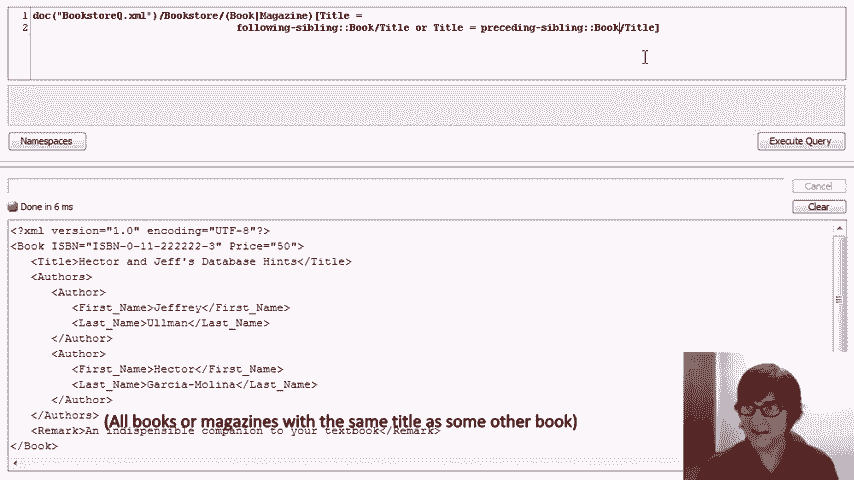 1 doc("BookstoreQ.xml")/Bookstore/(Book|Magazine)[Title =
2 following-sibling::Book/Title or Title = preceding-sibling::Book/Title]
Namespaces
Execute Query
Cancel
Done in 6 ms
Clear
<?xml version="1.0" encoding="UTF-8"?>
<Book ISBN="ISBN-0-11-222222-3" Price="50">
<Title>Hector and Jeff's Database Hints</Title>
<Authors>
<Author>
<First_Name>Jeffrey</First_Name>
<Last_Name>Ullman</Last_Name>
</Author>
<Author>
<First_Name>Hector</First_Name>
<Last_Name>Garcia-Molina</Last_Name>
</Author>
</Authors>
(All books or magazines with the same title as some other book)
<Remark>An indispensible companion to your textbook</Remark>
</Book>